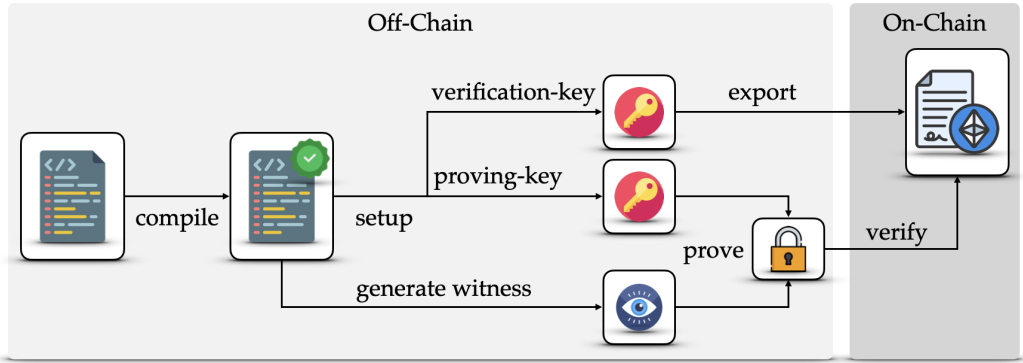 Off-Chain
On-Chain
verification-key
export
proving-key
compile
setup
prove
verify
generate witness